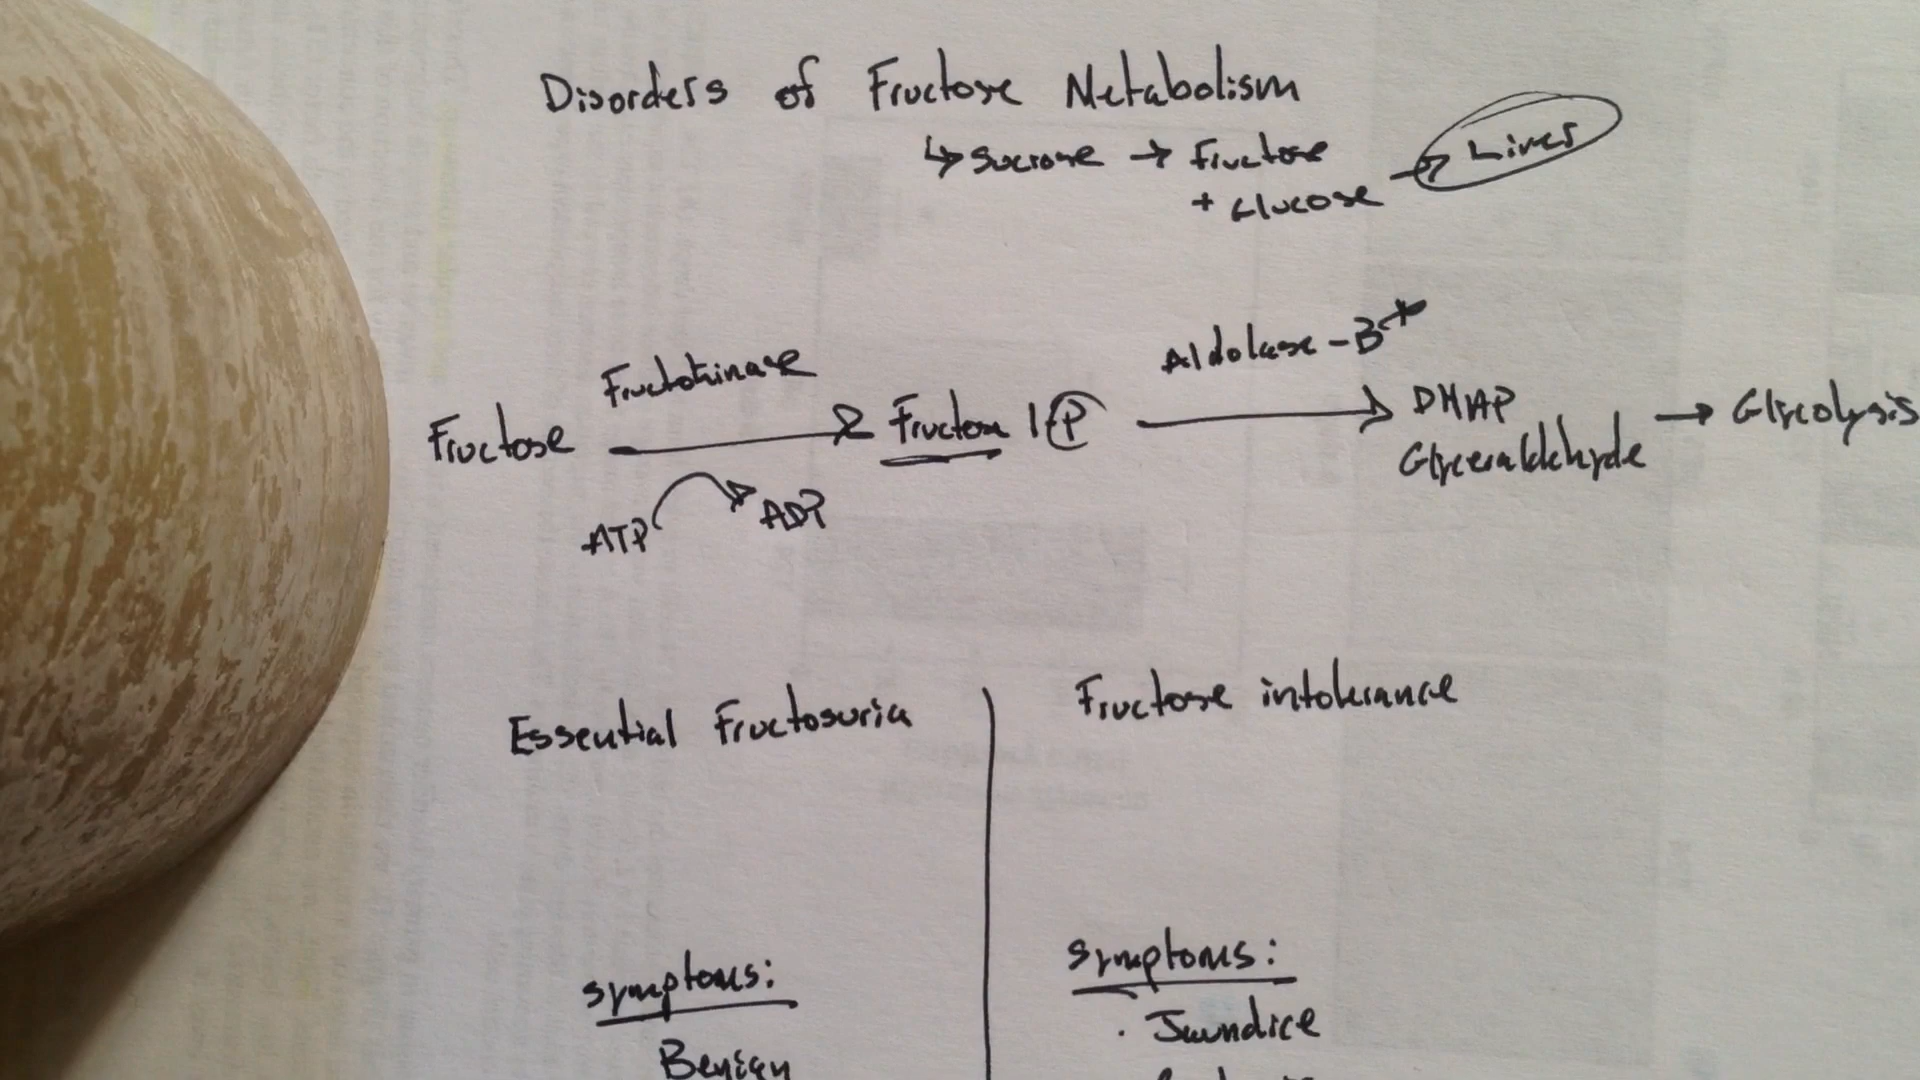 Disorders of Fructose Metabolism
↳ Sucrose → Fructose → Liver
+ Glucose
Fructokinase
Aldolase-B
Fructose → Fructose 1 P → DHAP → Glycolysis
Glyceraldehyde
ATP → ADP
Essential Fructosuria
Fructose intolerance
symptoms:
Benign
symptoms:
. Jaundice